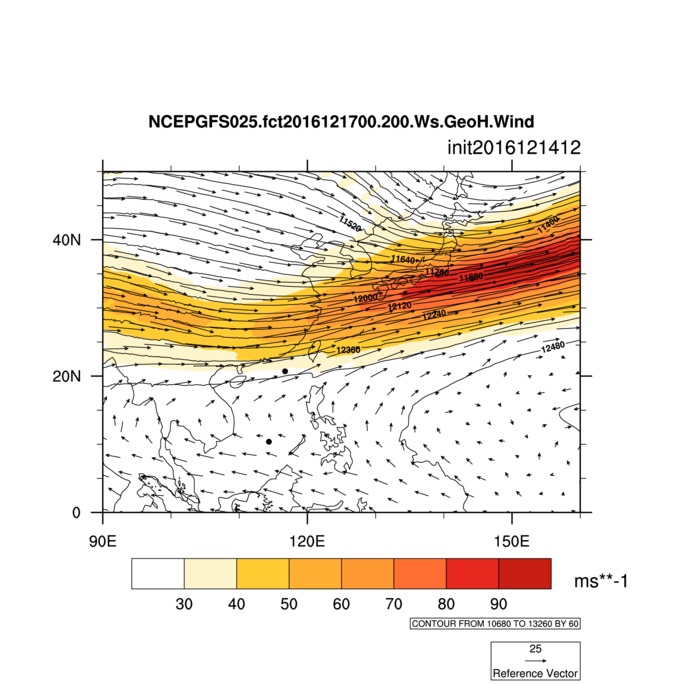 NCEPGFS025.fct2016121700.200.Ws.GeoH.Wind
init2016121412
11520
11400
40N
11640
11760
11880
12000
12120
12240
12360
12480
20N
0
90E 120E 150E
ms**-1
30 40 50 60 70 80 90
CONTOUR FROM 10680 TO 13260 BY 60
25
Reference Vector